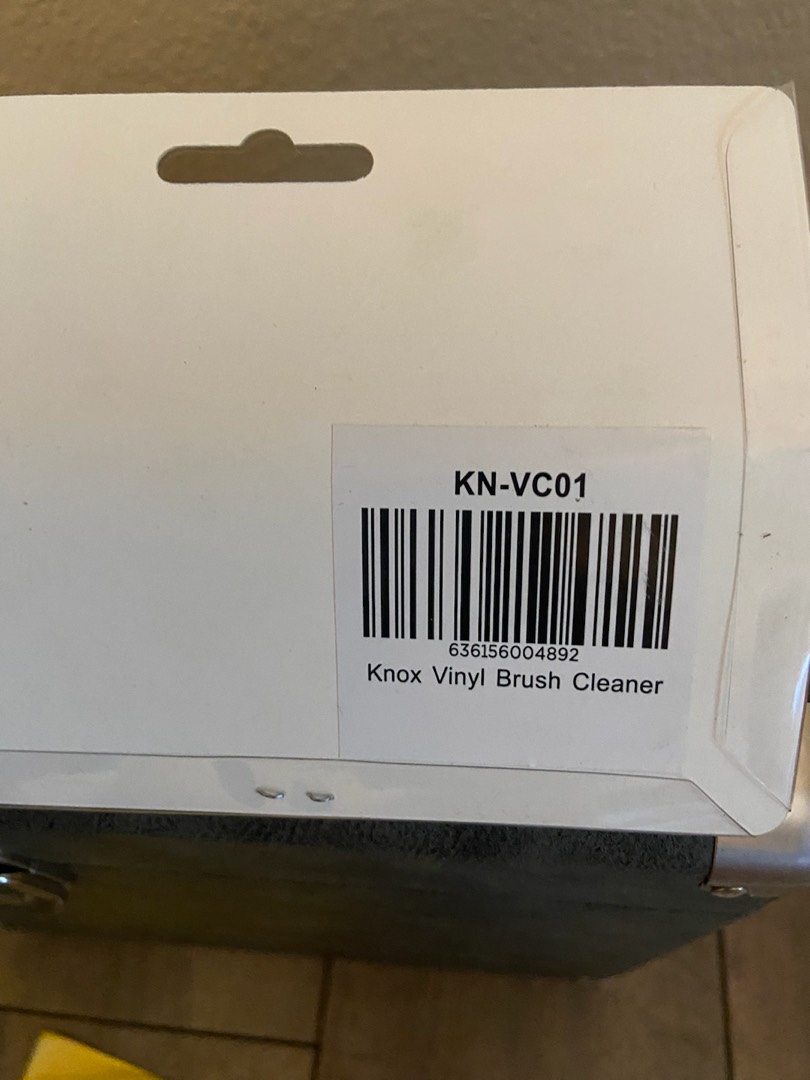 KN-VC01
636156004892
Knox Vinyl Brush Cleaner